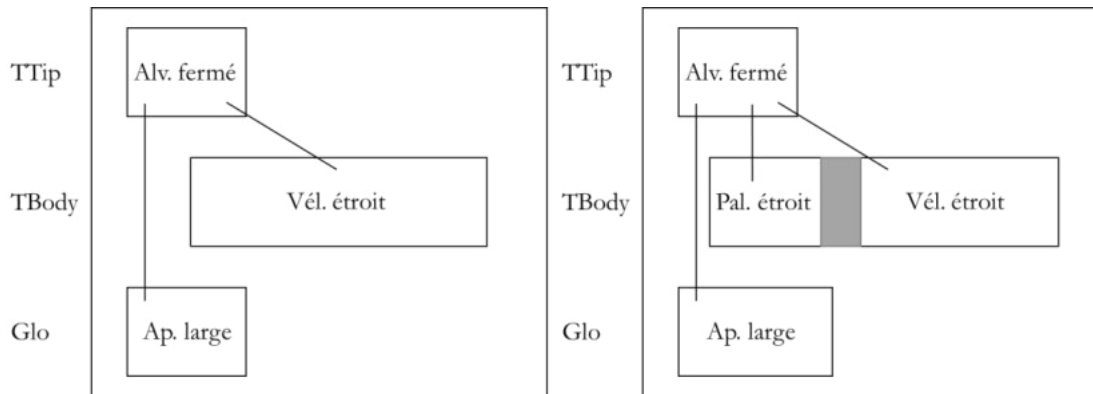 TTip Alv. fermé TTip Alv. fermé
TBody Vél. étroit TBody Pal. étroit Vél. étroit
Glo Ap. large Glo Ap. large